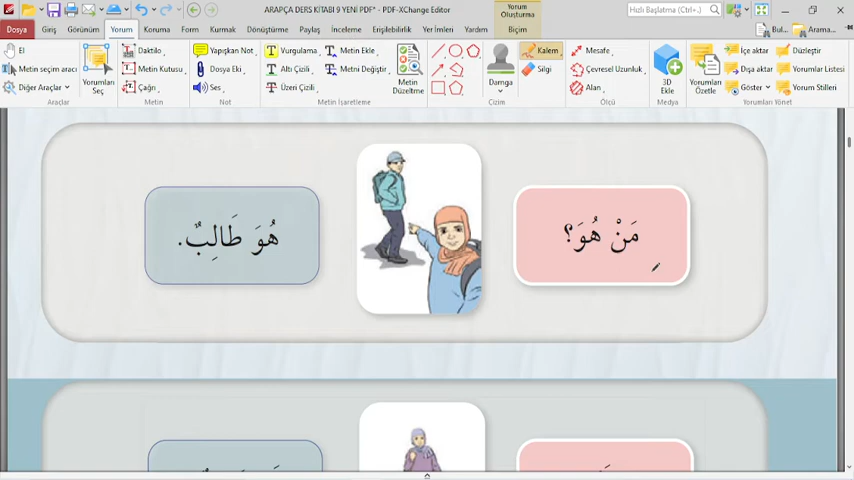 ARAPÇA DERS KİTABI 9 YENİ PDF* - PDF-XChange Editor
Yorum Oluşturma
Hızlı Başlatma (Ctrl+.)
Dosya Giriş Görünüm Yorum Koruma Form Kurmak Dönüştürme Paylaş İnceleme Erişilebilirlik Yer İmleri Yardım Biçim Bul... Arama...
El
Metin seçim aracı
Diğer Araçlar
Araçlar
Yorumları Seç
Daktilo
Metin Kutusu
Çağrı
Metin
Yapışkan Not
Dosya Eki
Ses
Not
Vurgulama
Altı Çizili
Üzeri Çizili
Metin Ekle
Metni Değiştir
Metin Düzeltme
Metin İşaretleme
Kalem
Silgi
Çizim
Damga
Mesafe
Çevresel Uzunluk
Alan
Ölçü
3D Ekle
Medya
Yorumları Özetle
İçe aktar
Dışa aktar
Göster
Düzleştir
Yorumlar Listesi
Yorum Stilleri
Yorumları Yönet
مَنْ هُوَ؟
هُوَ طَالِبٌ.